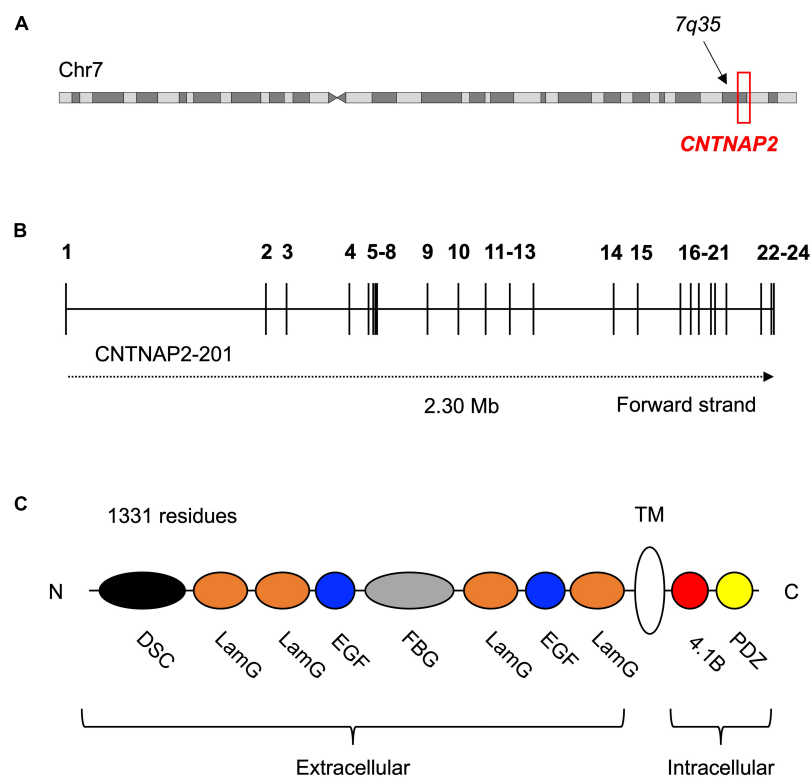 A
7q35
Chr7
CNTNAP2
B
1 2 3 4 5-8 9 10 11-13 14 15 16-21 22-24
CNTNAP2-201
2.30 Mb Forward strand
C
1331 residues
TM
N C
DSC LamG LamG EGF FBG LamG EGF LamG 4.1B PDZ
Extracellular Intracellular